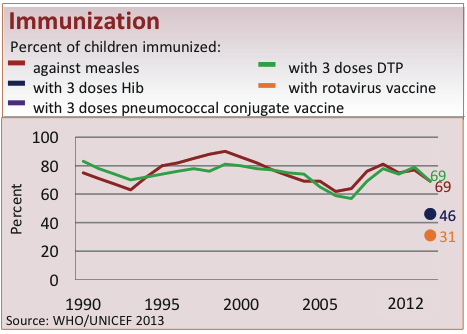 Immunization
Percent of children immunized:
against measles
with 3 doses DTP
with 3 doses Hib
with rotavirus vaccine
with 3 doses pneumococcal conjugate vaccine
100
80
60
40
20
0
Percent
69
69
46
31
1990 1995 2000 2005 2012
Source: WHO/UNICEF 2013